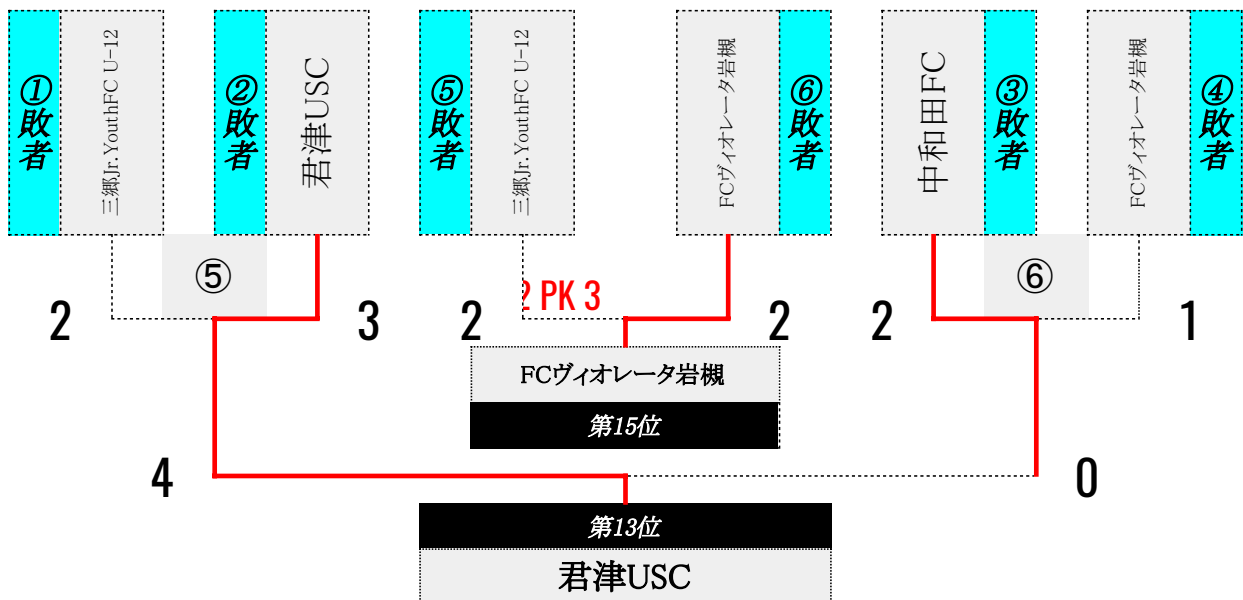 ①敗者
三郷Jr.YouthFC U-12
②敗者
君津USC
⑤敗者
三郷Jr.YouthFC U-12
FCヴィオレータ岩槻
⑥敗者
中和田FC
③敗者
FCヴィオレータ岩槻
④敗者
⑤
⑥
2
3
2
2 PK 3
2
2
1
FCヴィオレータ岩槻
第15位
4
0
第13位
君津USC